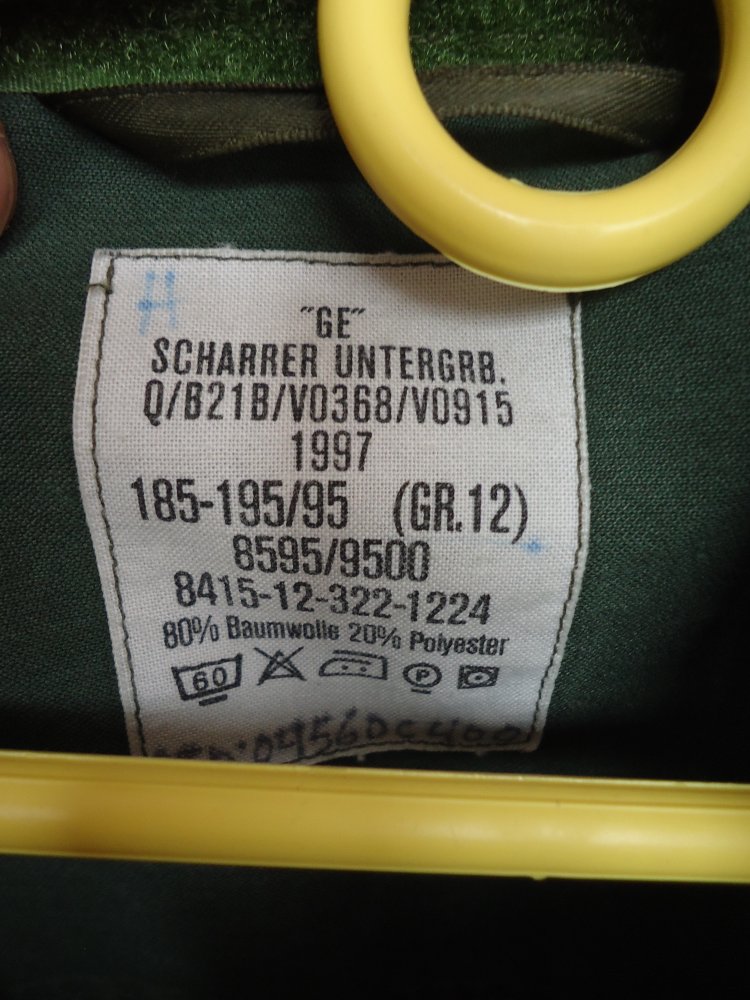 "GE"
SCHARRER UNTERGRB.
Q/B21B/V0368/V0915
1997
185-195/95 (GR.12)
8595/9500
8415-12-322-1224
80% Baumwolle 20% Polyester
60 P